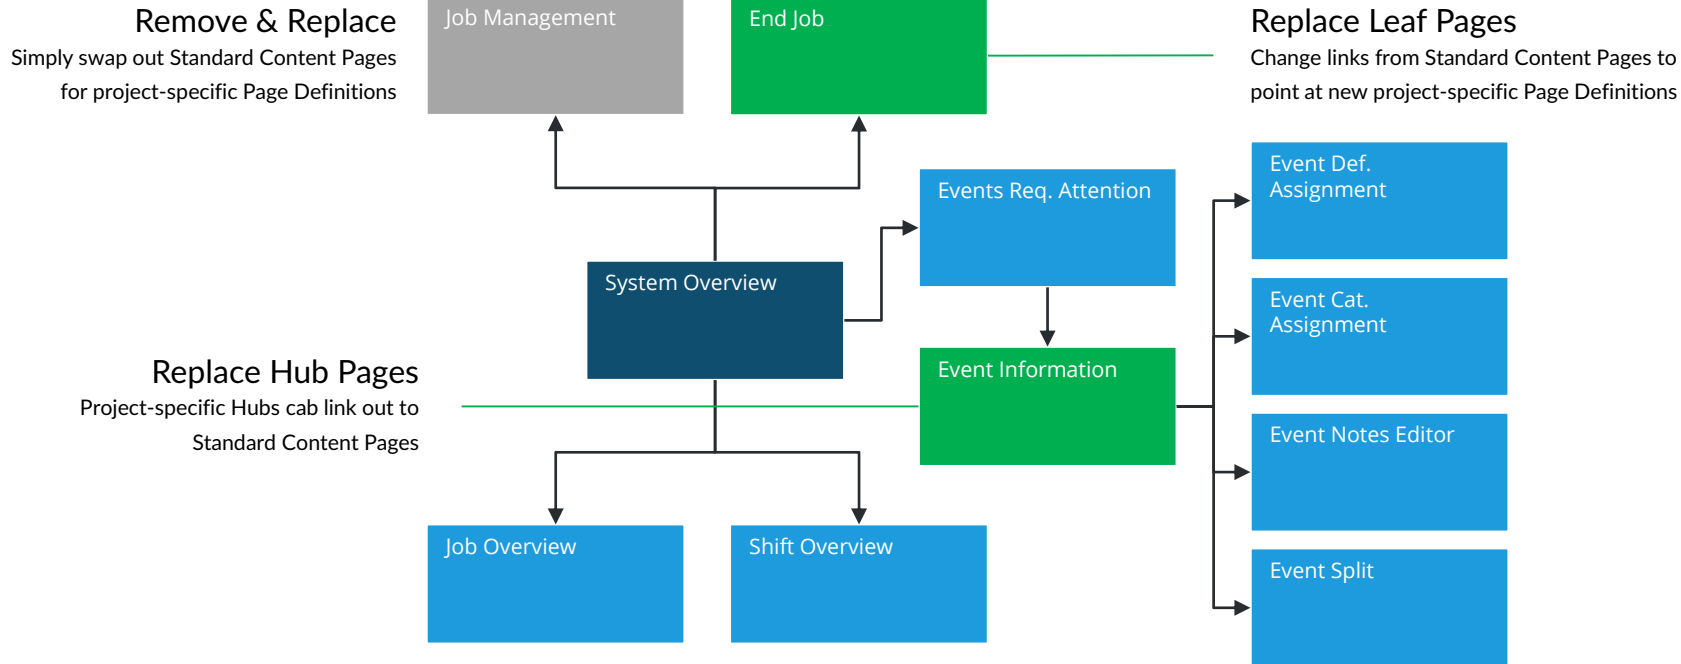 Remove & Replace
Simply swap out Standard Content Pages
for project-specific Page Definitions
Job Management
End Job
Replace Leaf Pages
Change links from Standard Content Pages to
point at new project-specific Page Definitions
Events Req. Attention
Event Def.
Assignment
System Overview
Event Cat.
Assignment
Replace Hub Pages
Project-specific Hubs cab link out to
Standard Content Pages
Event Information
Event Notes Editor
Job Overview
Shift Overview
Event Split